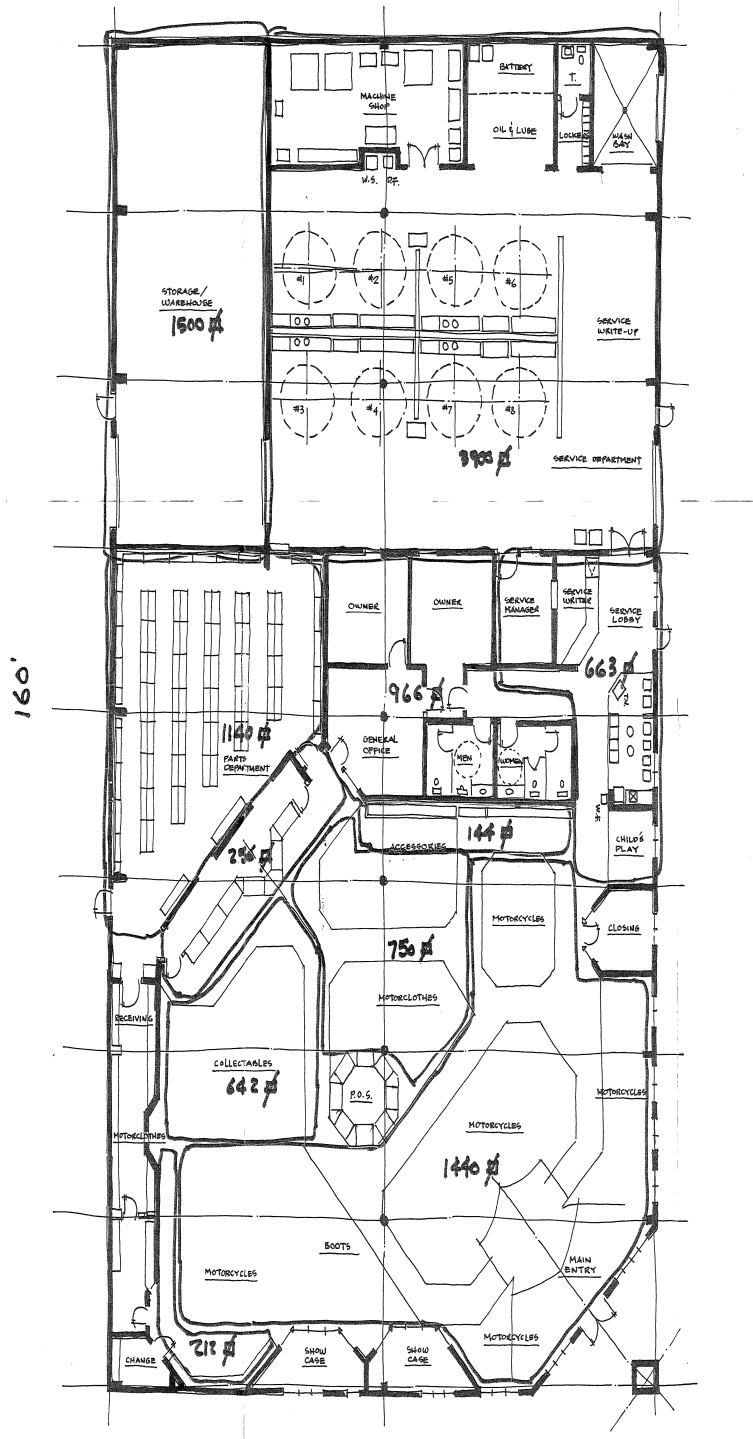 BATTERY
T.
MACHINE
SHOP
OIL & LUBE
LOCKERS
WASH
BAY
W.S. D.F.
#1
#2
#5
#6
STORAGE/
WAREHOUSE
1500
SERVICE
WRITE-UP
#3
#4
#7
#8
3900
SERVICE DEPARTMENT
OWNER
OWNER
SERVICE
MANAGER
SERVICE
WRITER
SERVICE
LOBBY
160'
663
966
T.V.
1140
PARTS
DEPARTMENT
GENERAL
OFFICE
MEN
WOMEN
W.F.
144
ACCESSORIES
CHILD'S
PLAY
250
MOTORCYCLES
CLOSING
750
MOTORCLOTHES
RECEIVING
COLLECTABLES
642
P.O.S.
MOTORCYCLES
MOTORCLOTHES
MOTORCYCLES
1440
BOOTS
MOTORCYCLES
MAIN
ENTRY
212
SHOW
CASE
SHOW
CASE
MOTORCYCLES
CHANGE